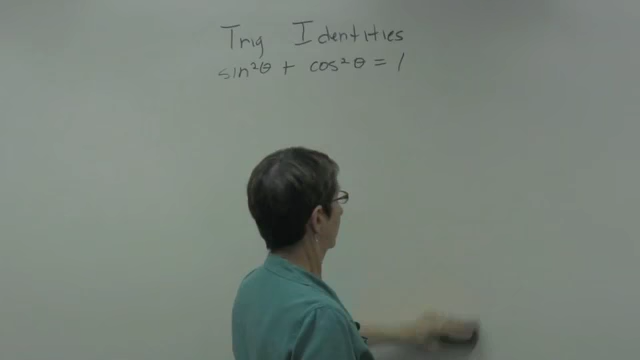 Trig Identities
sin²θ + cos²θ = 1